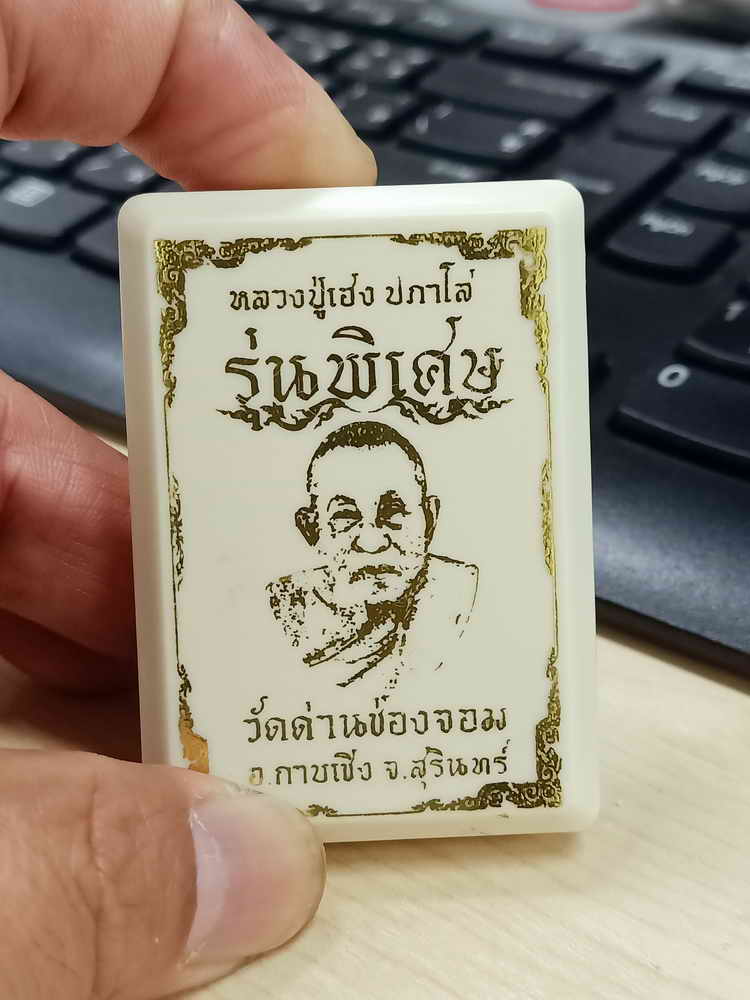 หลวงปู่เฮง ปภาโส
รุ่นพิเศษ
วัดด่านช่องจอม
อ.กาบเชิง จ.สุรินทร์
0